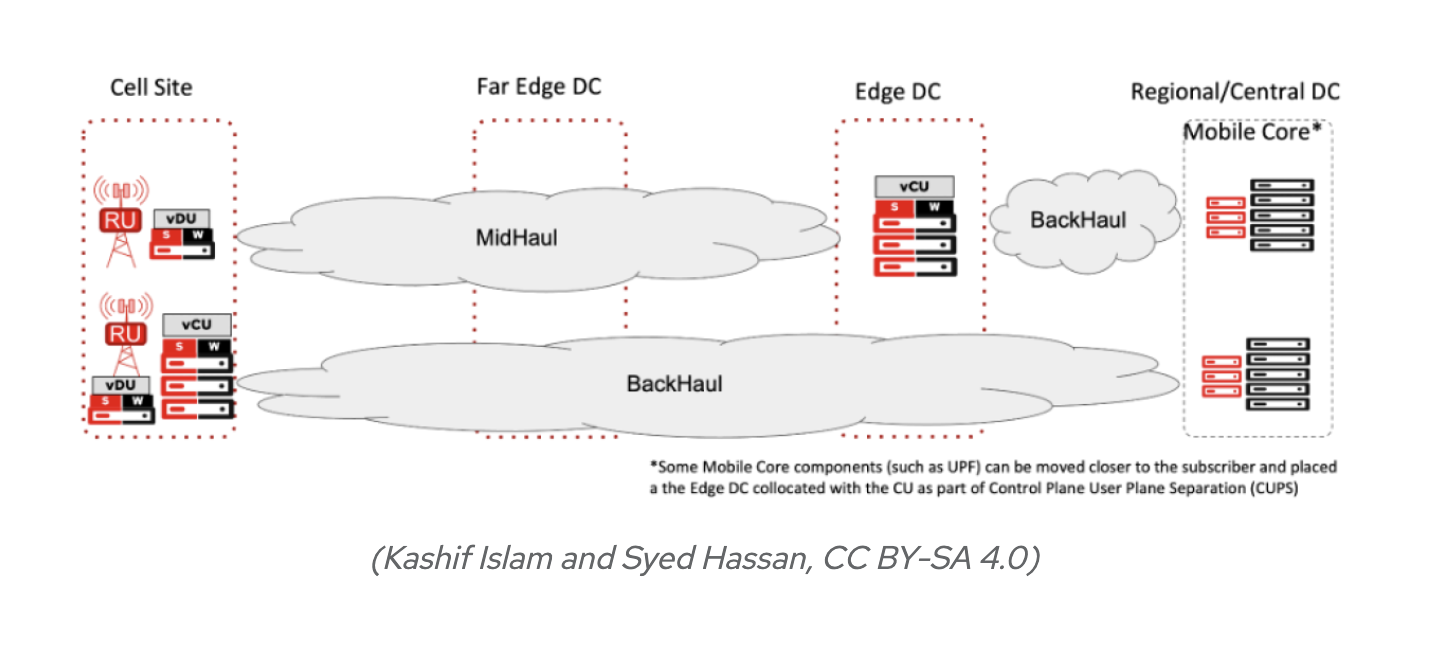 Cell Site
Far Edge DC
Edge DC
Regional/Central DC
Mobile Core*
RU
vDU
S W
MidHaul
vCU
S W
BackHaul
RU
vDU
S W
vCU
S W
BackHaul
*Some Mobile Core components (such as UPF) can be moved closer to the subscriber and placed
a the Edge DC collocated with the CU as part of Control Plane User Plane Separation (CUPS)
(Kashif Islam and Syed Hassan, CC BY-SA 4.0)